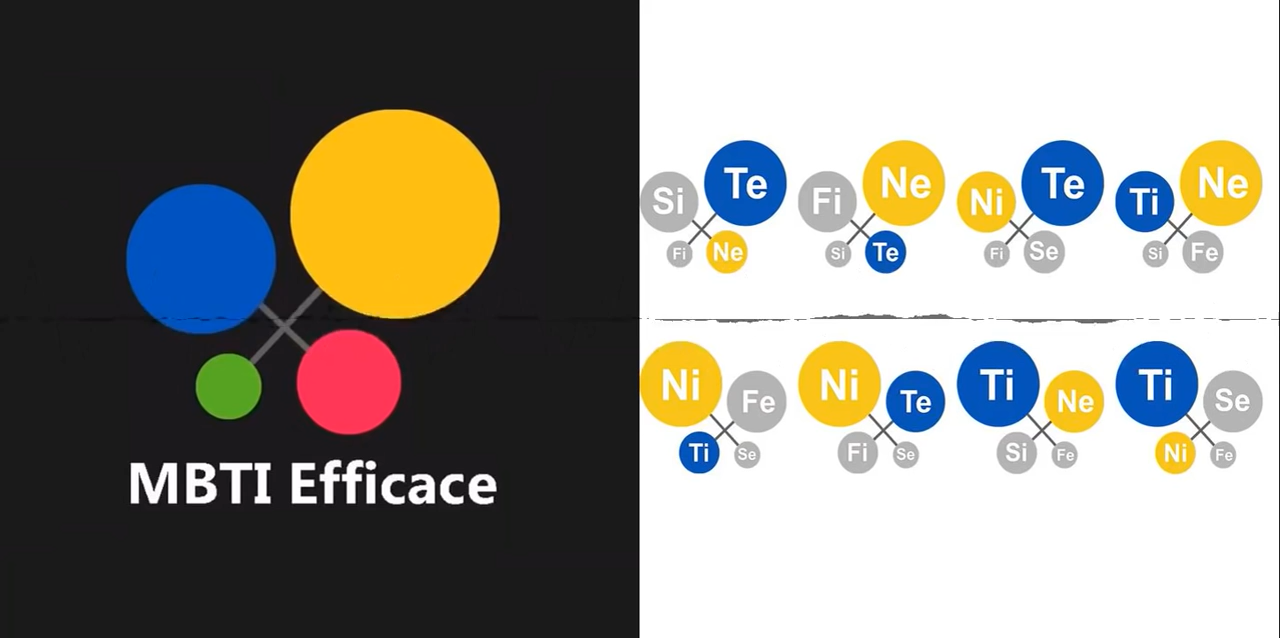 MBTI Efficace
Si Te Fi Ne
Fi Ne Si Te
Ni Te Ti Ne
Fi Se Si Fe
Ni Fe Ni Te Ti Ne Ti Se
Ti Se Fi Se Si Fe Ni Fe